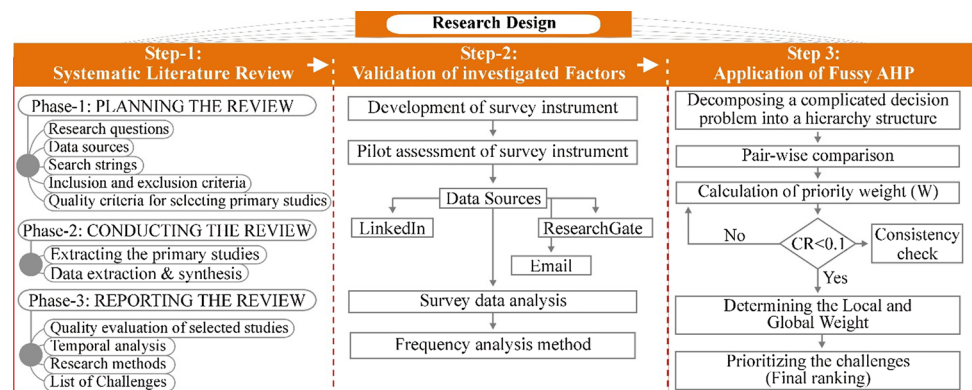 Research Design
Step-1:
Systematic Literature Review
Phase-1: PLANNING THE REVIEW
Research questions
Data sources
Search strings
Inclusion and exclusion criteria
Quality criteria for selecting primary studies
Phase-2: CONDUCTING THE REVIEW
Extracting the primary studies
Data extraction & synthesis
Phase-3: REPORTING THE REVIEW
Quality evaluation of selected studies
Temporal analysis
Research methods
List of Challenges
Step-2:
Validation of investigated Factors
Development of survey instrument
Pilot assessment of survey instrument
Data Sources
LinkedIn
ResearchGate
Email
Survey data analysis
Frequency analysis method
Step 3:
Application of Fussy AHP
Decomposing a complicated decision
problem into a hierarchy structure
Pair-wise comparison
Calculation of priority weight (W)
No
CR<0.1
Consistency
check
Yes
Determining the Local and
Global Weight
Prioritizing the challenges
(Final ranking)